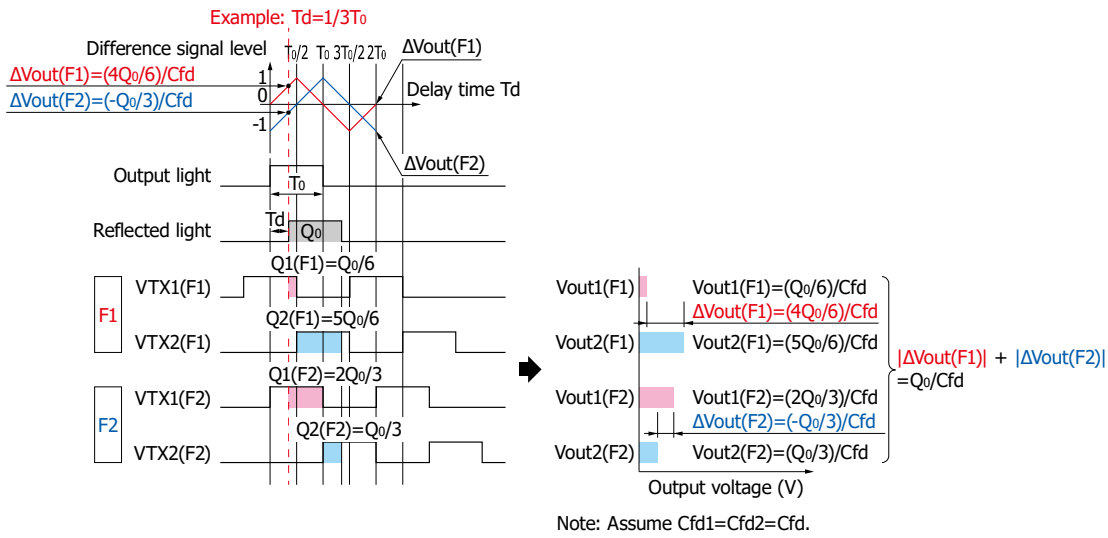 Example: Td=1/3T₀
Difference signal level
T₀/2 T₀ 3T₀/2 2T₀
ΔVout(F1)
ΔVout(F1)=(4Q₀/6)/Cfd
1
0
Delay time Td
ΔVout(F2)=(-Q₀/3)/Cfd
-1
ΔVout(F2)
Output light
T₀
Td
Reflected light
Q₀
Q1(F1)=Q₀/6
VTX1(F1)
F1
Q2(F1)=5Q₀/6
VTX2(F1)
Q1(F2)=2Q₀/3
VTX1(F2)
F2
Q2(F2)=Q₀/3
VTX2(F2)
Vout1(F1)
Vout1(F1)=(Q₀/6)/Cfd
ΔVout(F1)=(4Q₀/6)/Cfd
Vout2(F1)
Vout2(F1)=(5Q₀/6)/Cfd
|ΔVout(F1)| + |ΔVout(F2)|
=Q₀/Cfd
Vout1(F2)
Vout1(F2)=(2Q₀/3)/Cfd
ΔVout(F2)=(-Q₀/3)/Cfd
Vout2(F2)
Vout2(F2)=(Q₀/3)/Cfd
Output voltage (V)
Note: Assume Cfd1=Cfd2=Cfd.